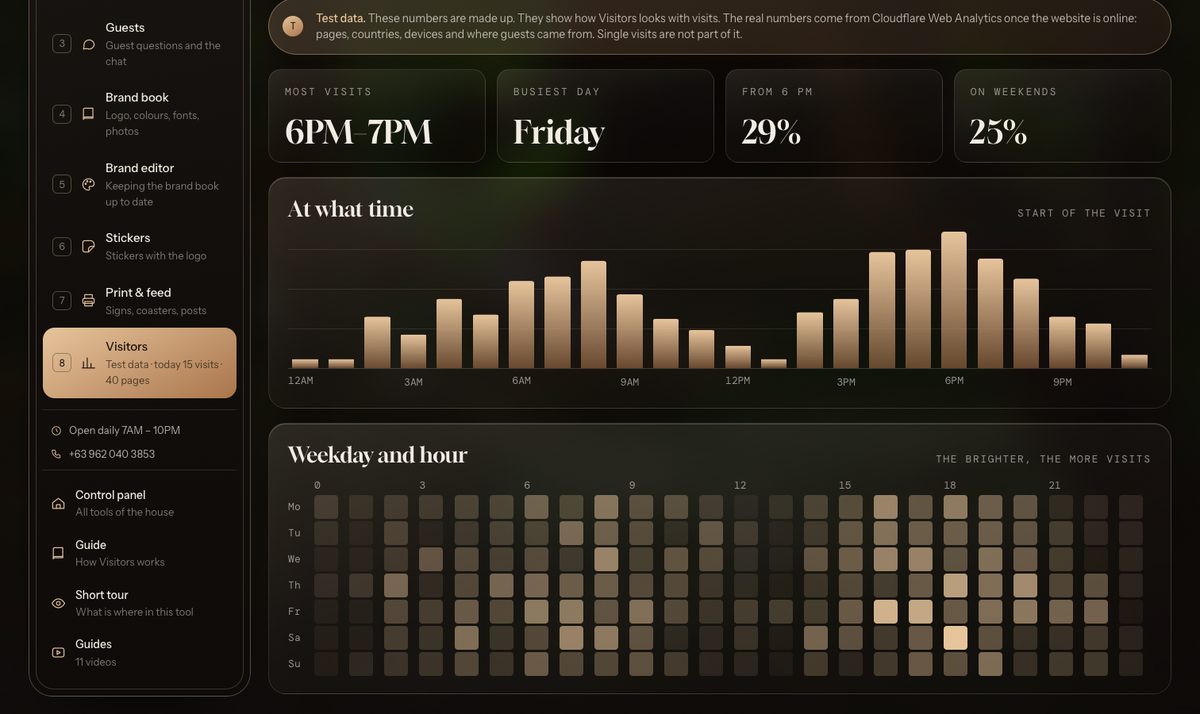 3
Guests
Guest questions and the
chat
4
Brand book
Logo, colours, fonts,
photos
5
Brand editor
Keeping the brand book
up to date
6
Stickers
Stickers with the logo
7
Print & feed
Signs, coasters, posts
8
Visitors
Test data · today 15 visits ·
40 pages
Open daily 7AM – 10PM
+63 962 040 3853
Control panel
All tools of the house
Guide
How Visitors works
Short tour
What is where in this tool
Guides
11 videos
T
Test data. These numbers are made up. They show how Visitors looks with visits. The real numbers come from Cloudflare Web Analytics once the website is online:
pages, countries, devices and where guests came from. Single visits are not part of it.
MOST VISITS
6PM–7PM
BUSIEST DAY
Friday
FROM 6 PM
29%
ON WEEKENDS
25%
At what time
START OF THE VISIT
12AM 3AM 6AM 9AM 12PM 3PM 6PM 9PM
Weekday and hour
THE BRIGHTER, THE MORE VISITS
0 3 6 9 12 15 18 21
Mo
Tu
We
Th
Fr
Sa
Su